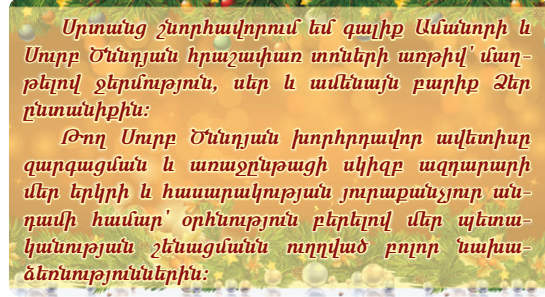 Սրտանց շնորհավորում եմ գալիք Ամանորի և
Սուրբ Ծննդյան հրաշափառ տոների առթիվ՝ մաղ-
թելով ջերմություն, սեր և ամենայն բարիք Ձեր
ընտանիքին:
Թող Սուրբ Ծննդյան խորհրդավոր ավետիսը
զարգացման և առաջընթացի սկիզբ ազդարարի
մեր երկրի և հասարակության յուրաքանչյուր ան-
դամի համար՝ օրհնություն բերելով մեր պետա-
կանության շենացմանն ուղղված բոլոր նախա-
ձեռնություններին: